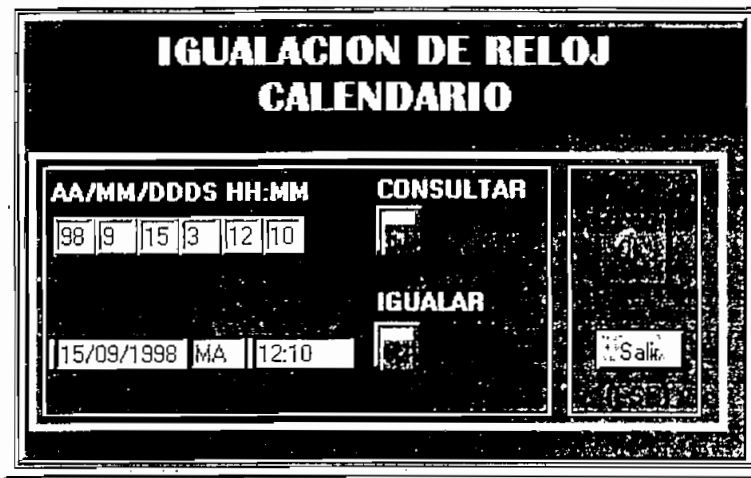 IGUALACION DE RELOJ
CALENDARIO
AA/MM/DDDS HH:MM
CONSULTAR
98 9 15 3 12 10
IGUALAR
15/09/1998 MA 12:10
Salir